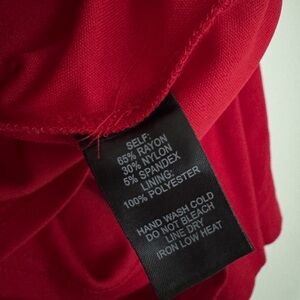 SELF:
65% RAYON
30% NYLON
6% SPANDEX
LINING:
100% POLYESTER
HAND WASH COLD
DO NOT BLEACH
LINE DRY
IRON LOW HEAT